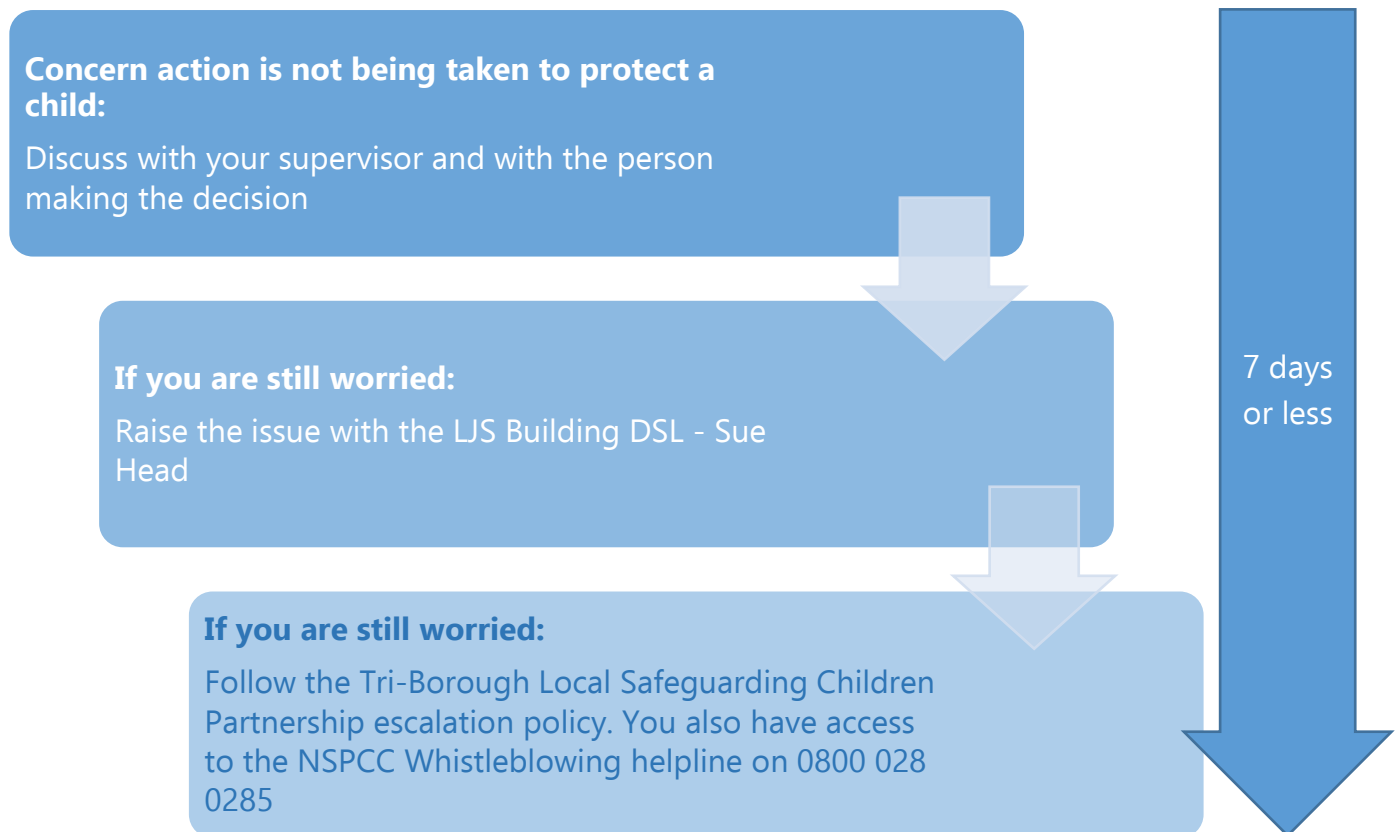 Concern action is not being taken to protect a
child:
Discuss with your supervisor and with the person
making the decision
If you are still worried:
Raise the issue with the LJS Building DSL - Sue
Head
If you are still worried:
Follow the Tri-Borough Local Safeguarding Children
Partnership escalation policy. You also have access
to the NSPCC Whistleblowing helpline on 0800 028
0285
7 days
or less